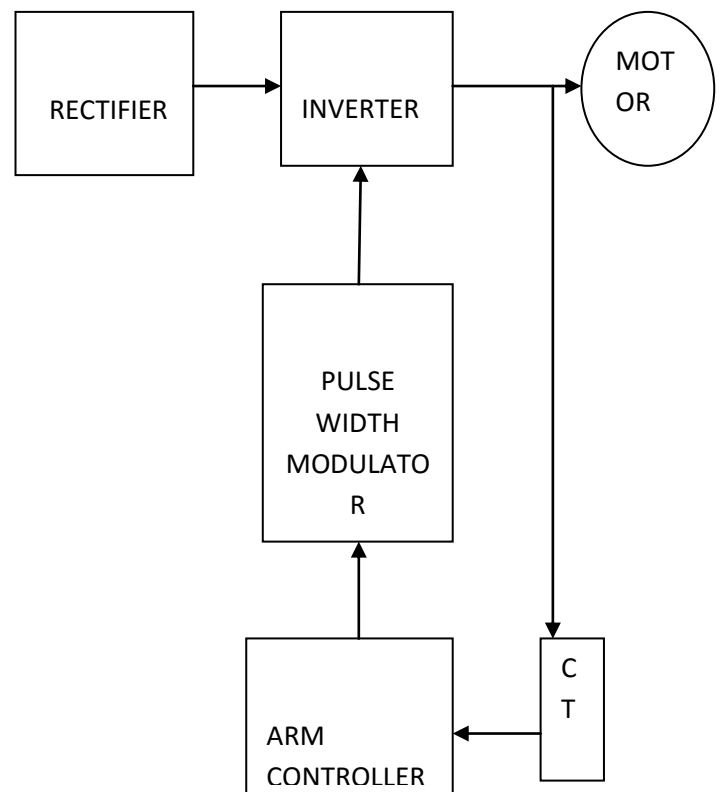 RECTIFIER
INVERTER
MOT
OR
PULSE
WIDTH
MODULATO
R
C
T
ARM
CONTROLLER